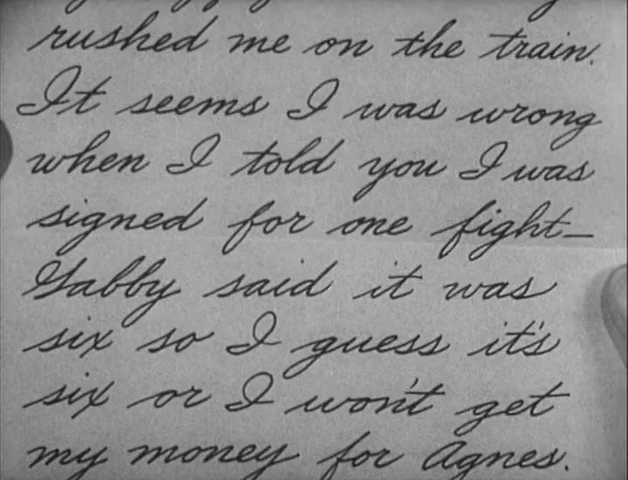 rushed me on the train.
It seems I was wrong
when I told you I was
signed for one fight—
Gabby said it was
six so I guess it's
six or I won't get
my money for Agnes.